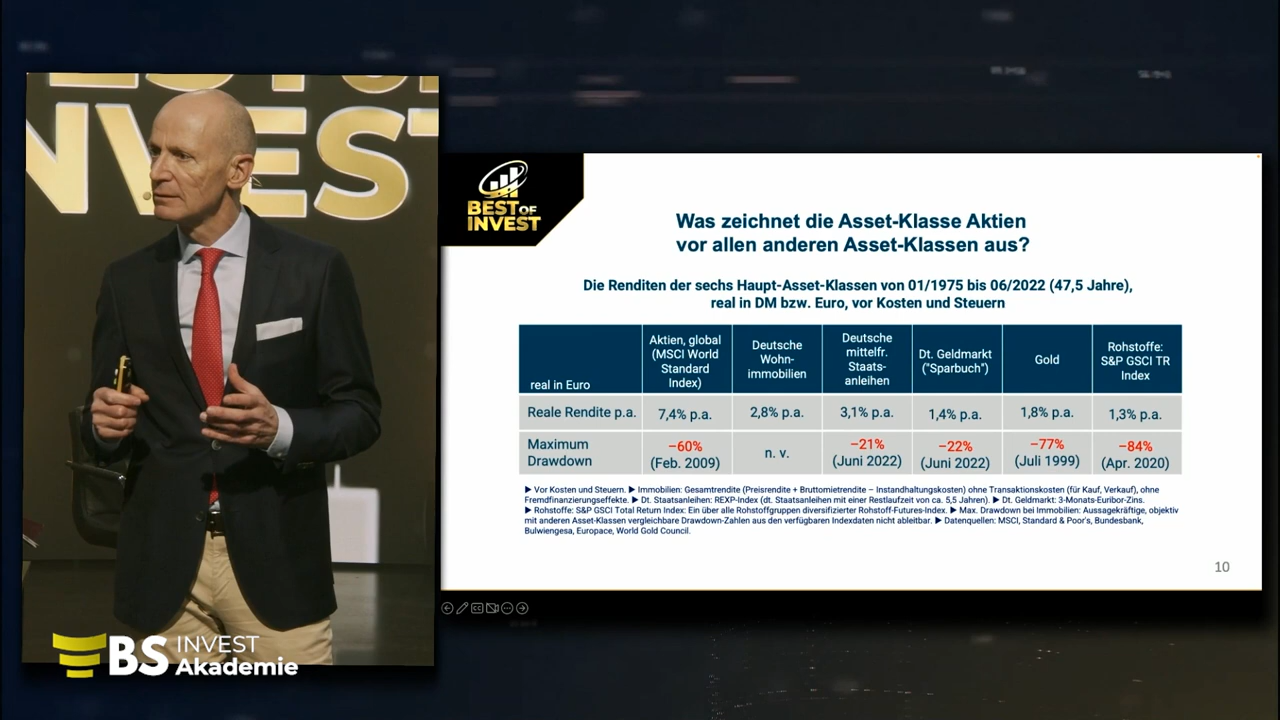 INVEST
BS INVEST
Akademie
BEST OF
INVEST
Was zeichnet die Asset-Klasse Aktien
vor allen anderen Asset-Klassen aus?
Die Renditen der sechs Haupt-Asset-Klassen von 01/1975 bis 06/2022 (47,5 Jahre),
real in DM bzw. Euro, vor Kosten und Steuern
real in Euro
Aktien, global
(MSCI World
Standard
Index)
Deutsche
Wohn-
immobilien
Deutsche
mittelfr.
Staats-
anleihen
Dt. Geldmarkt
("Sparbuch")
Gold
Rohstoffe:
S&P GSCI TR
Index
Reale Rendite p.a.
7,4% p.a.
2,8% p.a.
3,1% p.a.
1,4% p.a.
1,8% p.a.
1,3% p.a.
Maximum
Drawdown
–60%
(Feb. 2009)
n. v.
–21%
(Juni 2022)
–22%
(Juni 2022)
–77%
(Juli 1999)
–84%
(Apr. 2020)
► Vor Kosten und Steuern. ► Immobilien: Gesamtrendite (Preisrendite + Bruttomietrendite – Instandhaltungskosten) ohne Transaktionskosten (für Kauf, Verkauf), ohne
Fremdfinanzierungseffekte. ► Dt. Staatsanleihen: REXP-Index (dt. Staatsanleihen mit einer Restlaufzeit von ca. 5,5 Jahren). ► Dt. Geldmarkt: 3-Monats-Euribor-Zins.
► Rohstoffe: S&P GSCI Total Return Index: Ein über alle Rohstoffgruppen diversifizierter Rohstoff-Futures-Index. ► Max. Drawdown bei Immobilien: Aussagekräftige, objektiv
mit anderen Asset-Klassen vergleichbare Drawdown-Zahlen aus den verfügbaren Indexdaten nicht ableitbar. ► Datenquellen: MSCI, Standard & Poor's, Bundesbank,
Bulwiengesa, Europace, World Gold Council.
10